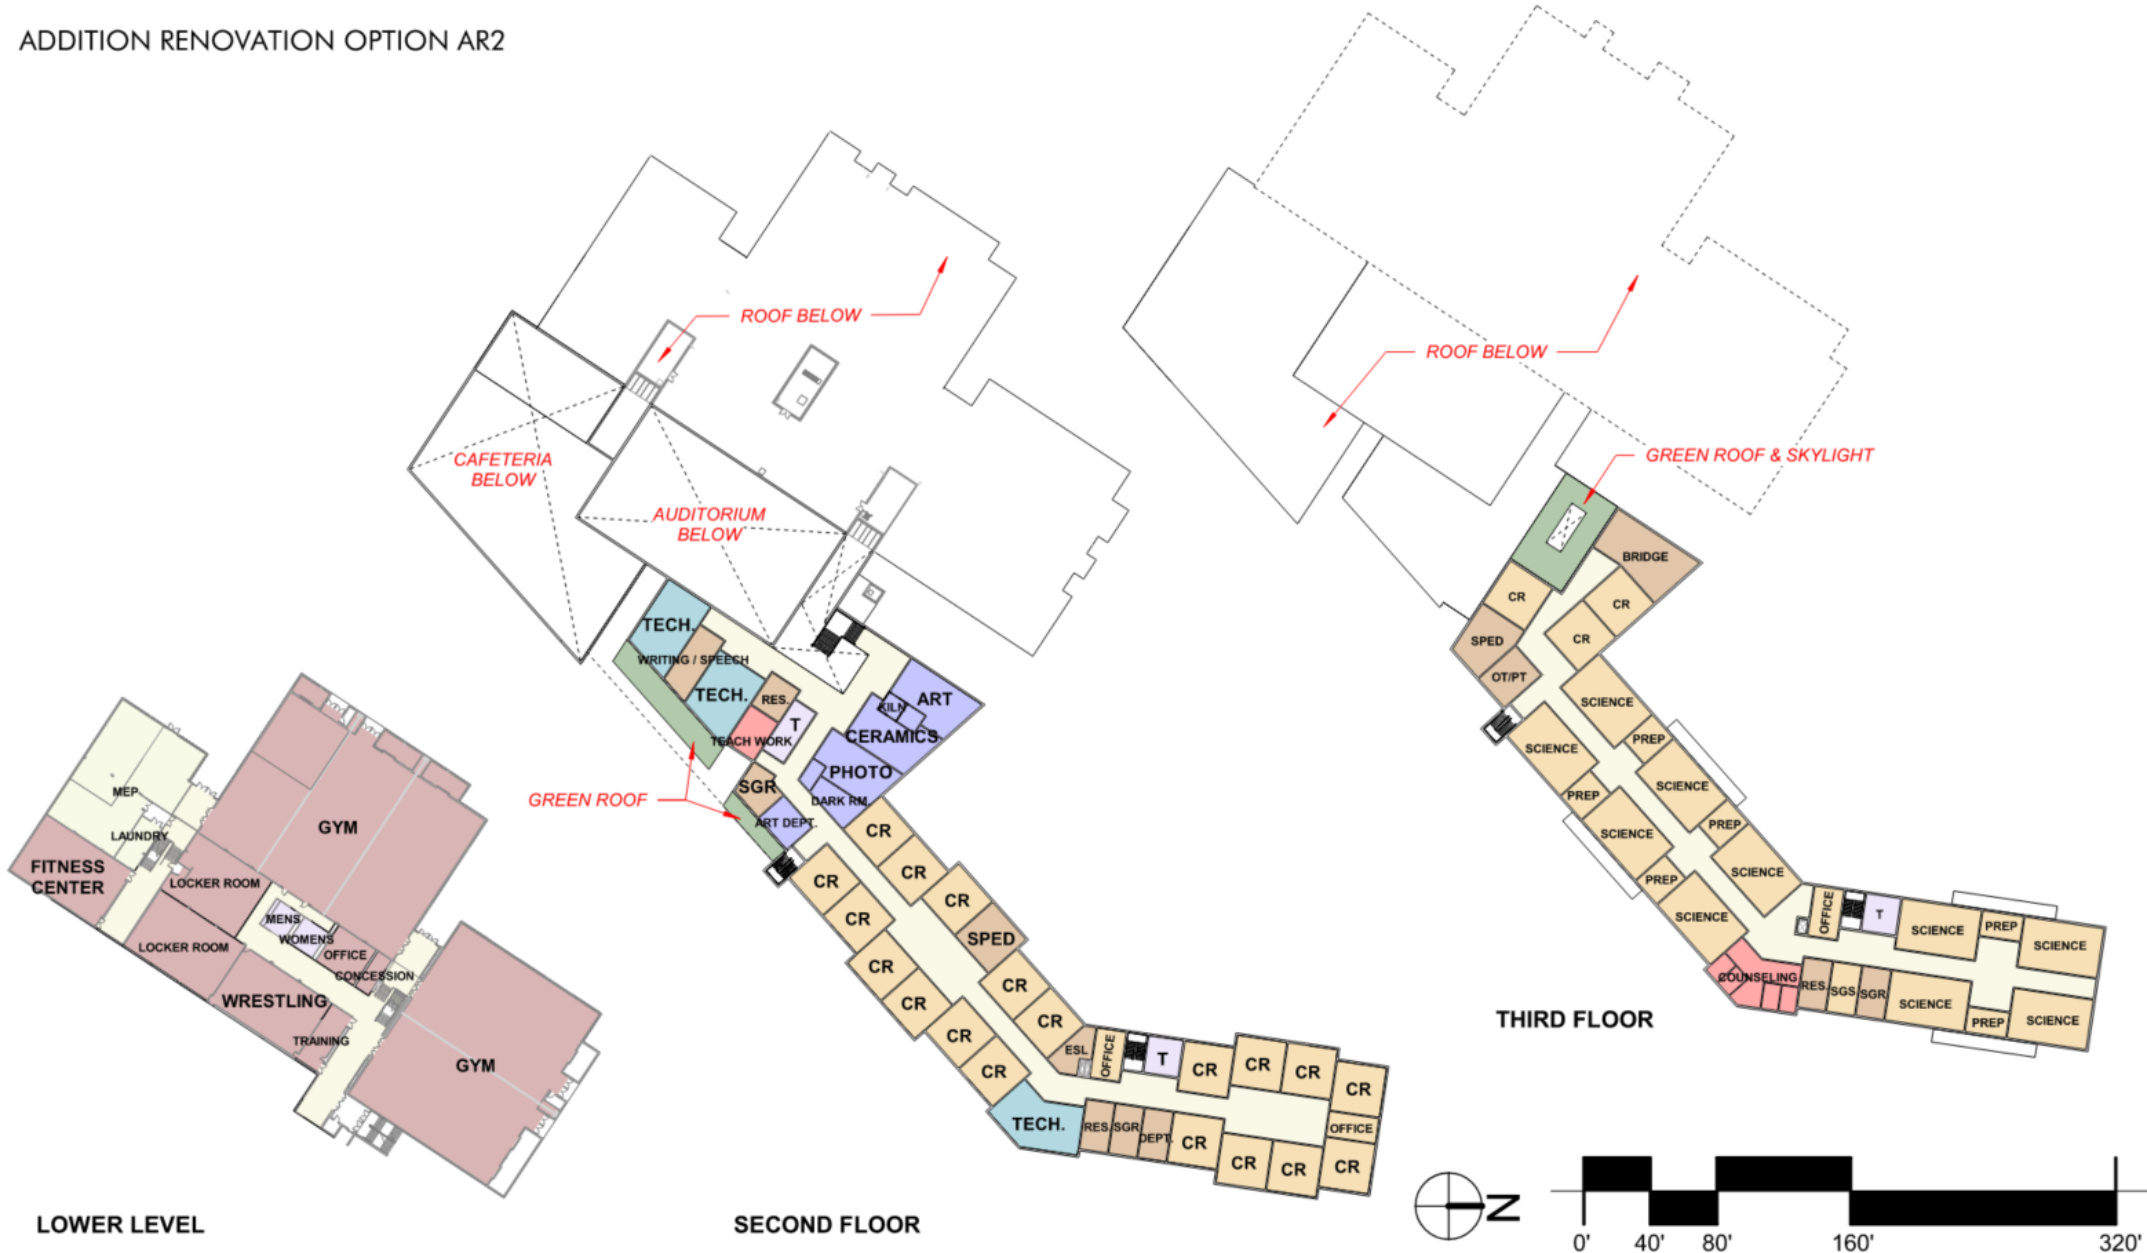 ADDITION RENOVATION OPTION AR2
MEP
LAUNDRY
FITNESS
CENTER
GYM
LOCKER ROOM
MENS
WOMENS
LOCKER ROOM
OFFICE
CONCESSION
WRESTLING
TRAINING
GYM
LOWER LEVEL
ROOF BELOW
CAFETERIA
BELOW
AUDITORIUM
BELOW
TECH.
WRITING / SPEECH
TECH.
RES.
T
TEACH WORK
ART
KILN
CERAMICS
PHOTO
DARK RM.
SGR
ART DEPT.
GREEN ROOF
CR
CR
CR
CR
CR
SPED
CR
CR
CR
CR
CR
CR
ESL
OFFICE
T
CR
CR
CR
CR
OFFICE
TECH.
RES.
SGR
DEPT.
CR
CR
CR
CR
SECOND FLOOR
ROOF BELOW
GREEN ROOF & SKYLIGHT
BRIDGE
CR
CR
CR
SPED
OT/PT
SCIENCE
SCIENCE
PREP
SCIENCE
PREP
SCIENCE
PREP
SCIENCE
PREP
SCIENCE
OFFICE
T
SCIENCE
PREP
SCIENCE
COUNSELING
RES.
SGS
SGR
SCIENCE
PREP
SCIENCE
THIRD FLOOR
N
0' 40' 80' 160' 320'